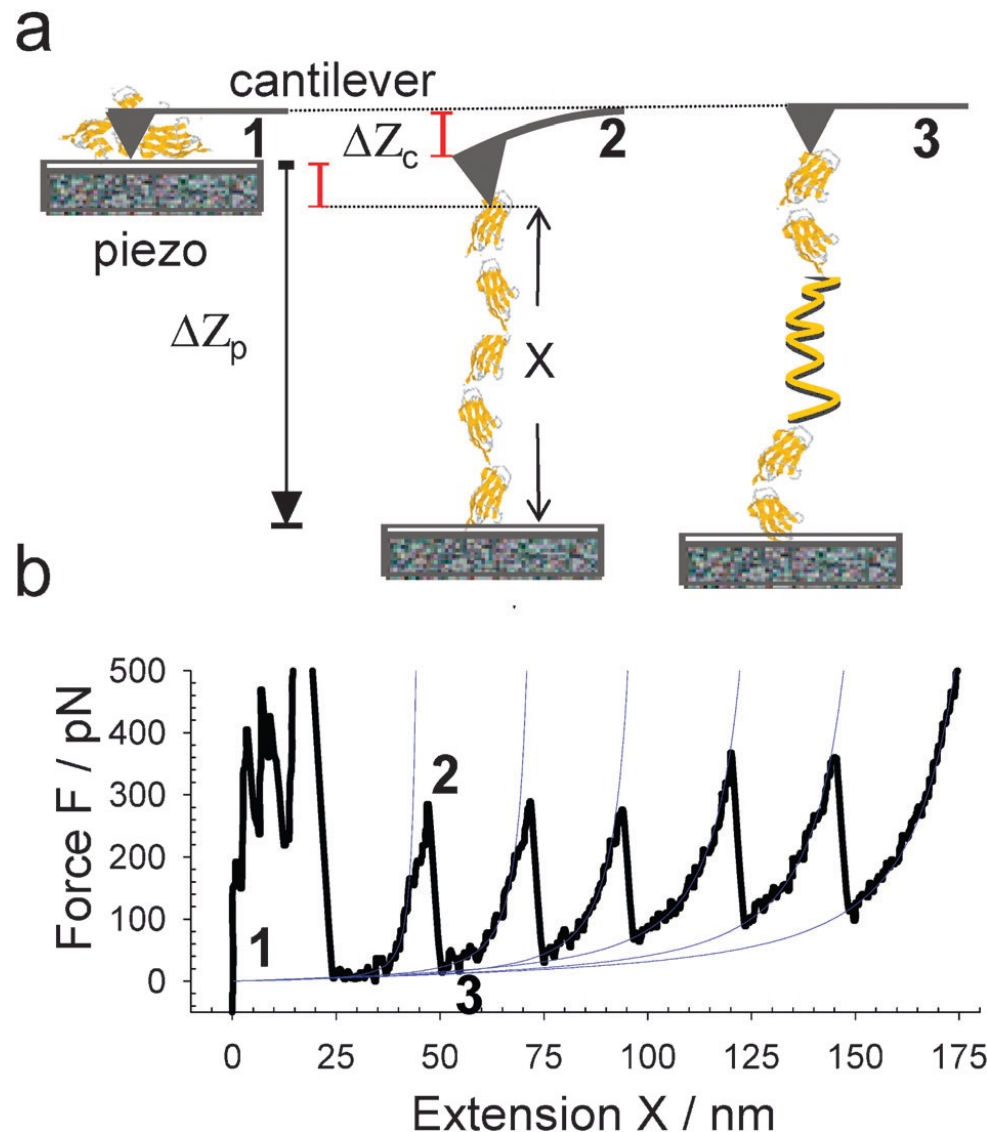 a
cantilever
1
ΔZc
2
3
piezo
ΔZp
X
b
500
400
300
200
100
0
Force F / pN
1
2
3
0 25 50 75 100 125 150 175
Extension X / nm